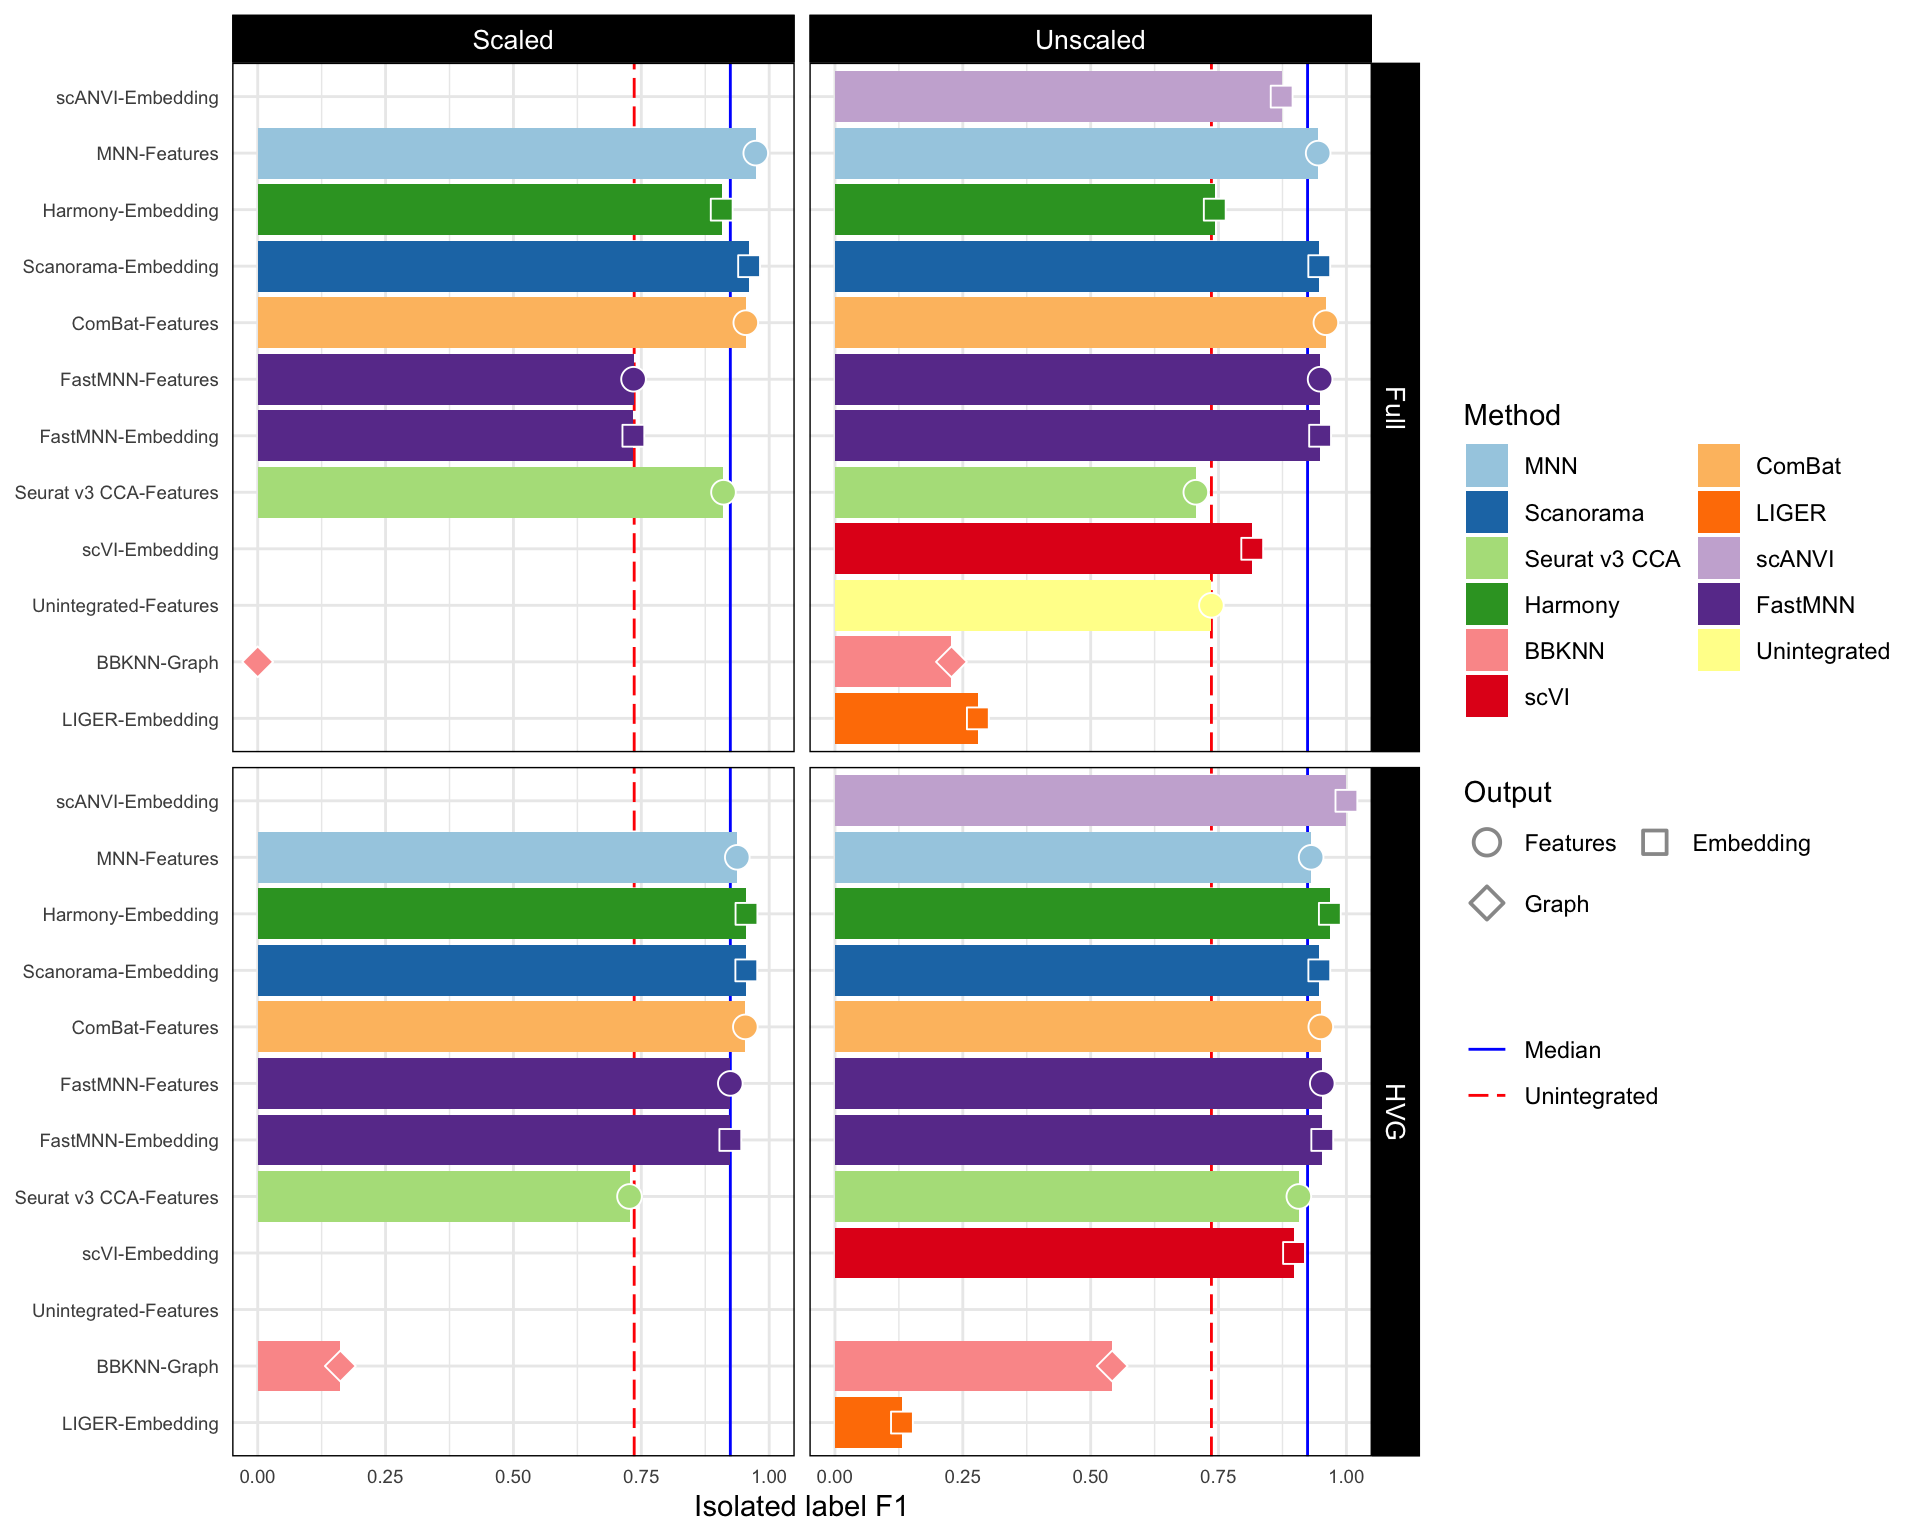 Scaled
Unscaled
scANVI-Embedding
MNN-Features
Harmony-Embedding
Scanorama-Embedding
ComBat-Features
FastMNN-Features
FastMNN-Embedding
Seurat v3 CCA-Features
scVI-Embedding
Unintegrated-Features
BBKNN-Graph
LIGER-Embedding
Full
scANVI-Embedding
MNN-Features
Harmony-Embedding
Scanorama-Embedding
ComBat-Features
FastMNN-Features
FastMNN-Embedding
Seurat v3 CCA-Features
scVI-Embedding
Unintegrated-Features
BBKNN-Graph
LIGER-Embedding
HVG
0.00 0.25 0.50 0.75 1.00
0.00 0.25 0.50 0.75 1.00
Isolated label F1
Method
MNN
Scanorama
Seurat v3 CCA
Harmony
BBKNN
scVI
ComBat
LIGER
scANVI
FastMNN
Unintegrated
Output
Features
Embedding
Graph
Median
Unintegrated